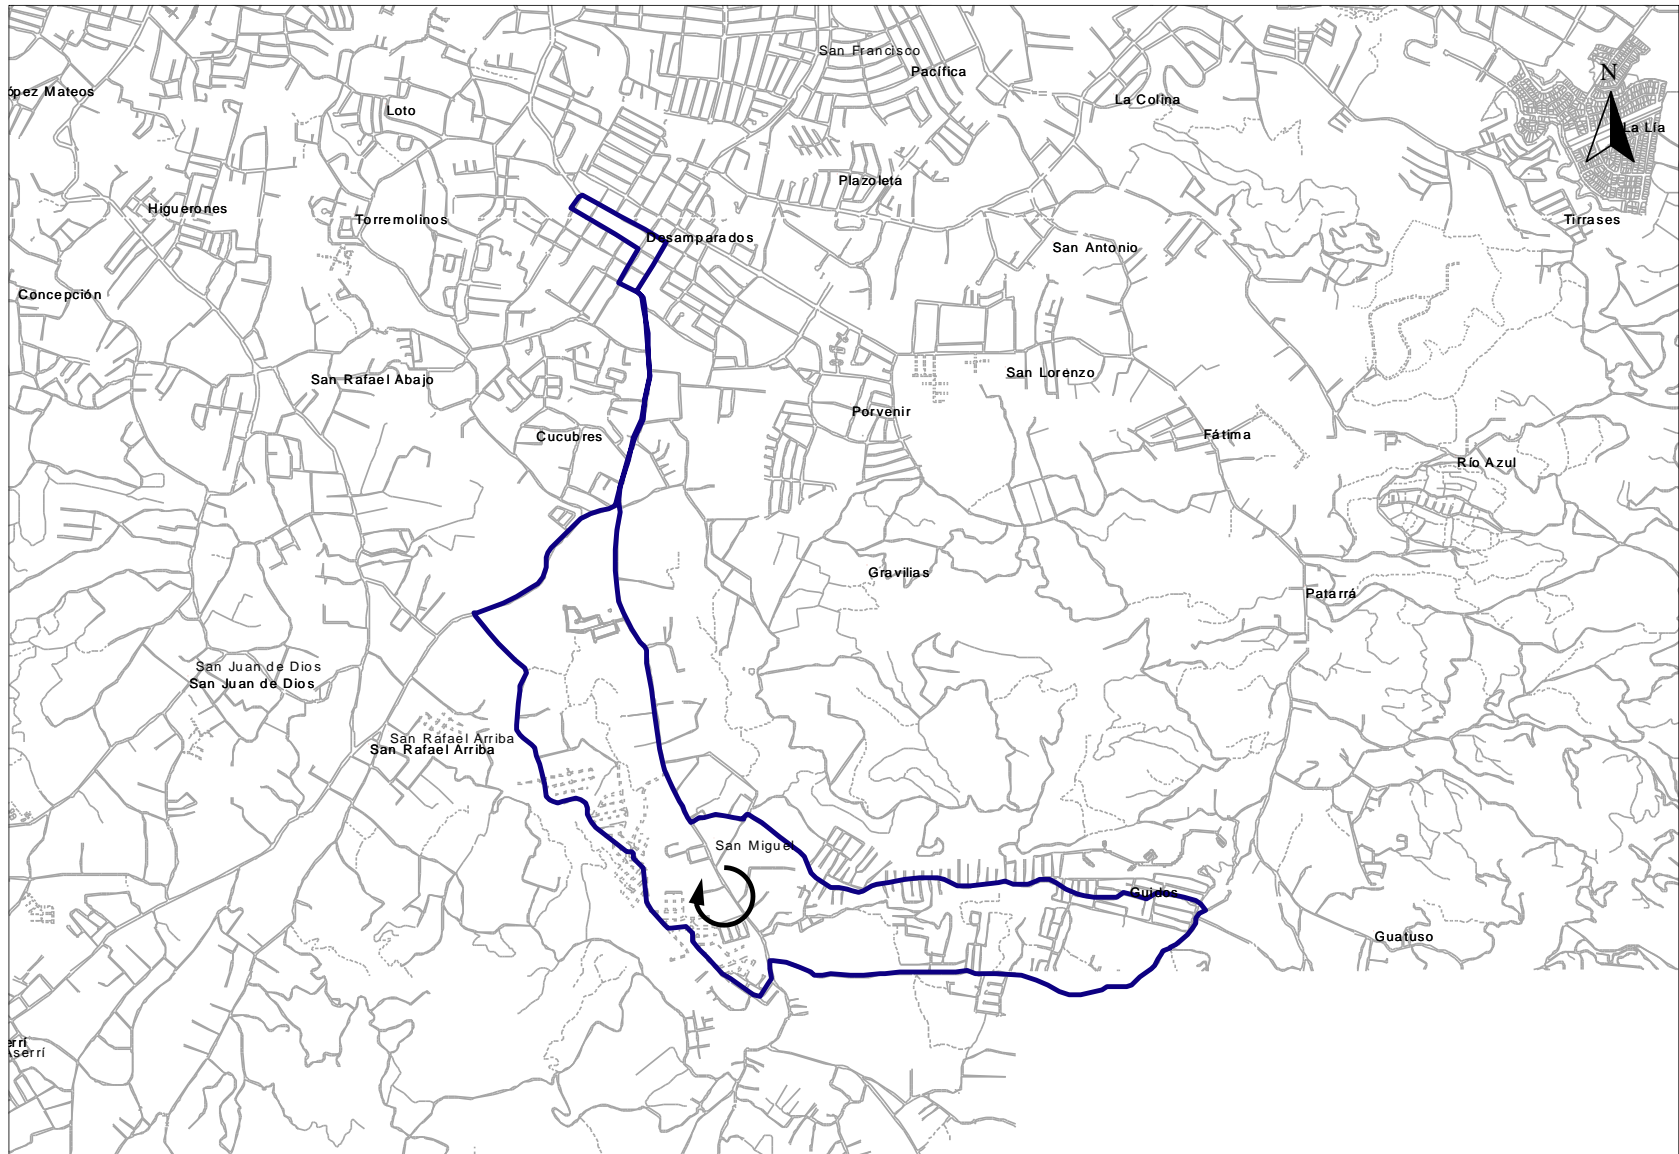 San Francisco
Pacífica
N
ópez Mateos
La Colina
Loto
La Lía
Plazoleta
Higuerones
Torremolinos
Tirrases
Desamparados
San Antonio
Concepción
San Lorenzo
San Rafael Abajo
Porvenir
Cucubres
Fátima
Río Azul
Gravilias
Patarrá
San Juan de Dios
San Juan de Dios
San Rafael Arriba
San Rafael Arriba
San Miguel
Guidos
Guatuso
errí
Aserrí